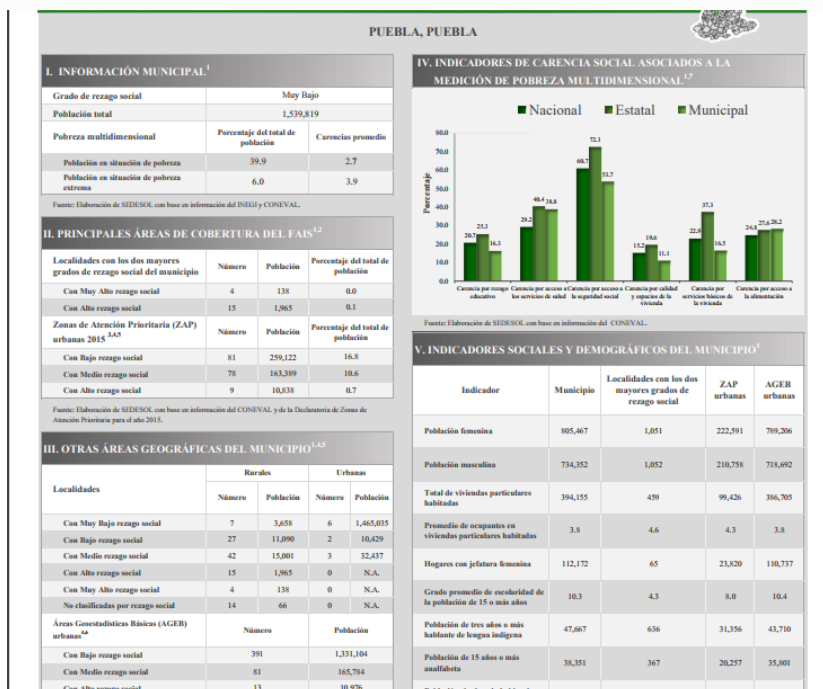 PUEBLA, PUEBLA
I. INFORMACIÓN MUNICIPAL1
Grado de rezago social Muy Bajo
Población total 1,539,819
Pobreza multidimensional Porcentaje del total de población Carencias promedio
Población en situación de pobreza 39.9 2.7
Población en situación de pobreza extrema 6.0 3.9
Fuente: Elaboración de SEDESOL con base en información del INEGI y CONEVAL.
II. PRINCIPALES ÁREAS DE COBERTURA DEL FAIS1,2
Localidades con los dos mayores grados de rezago social del municipio Número Población Porcentaje del total de población
Con Muy Alto rezago social 4 138 0.0
Con Alto rezago social 15 1,965 0.1
Zonas de Atención Prioritaria (ZAP) urbanas 2015 3,4,5 Número Población Porcentaje del total de población
Con Bajo rezago social 81 259,122 16.8
Con Medio rezago social 78 163,389 10.6
Con Alto rezago social 9 10,838 0.7
Fuente: Elaboración de SEDESOL con base en información del CONEVAL y de la Declaratoria de Zonas de
Atención Prioritaria para el año 2015.
III. OTRAS ÁREAS GEOGRÁFICAS DEL MUNICIPIO1,4,5
Localidades Rurales Urbanas
Número Población Número Población
Con Muy Bajo rezago social 7 3,658 6 1,465,035
Con Bajo rezago social 27 11,090 2 10,429
Con Medio rezago social 42 15,001 3 32,437
Con Alto rezago social 15 1,965 0 N.A.
Con Muy Alto rezago social 4 138 0 N.A.
No clasificadas por rezago social 14 66 0 N.A.
Áreas Geoestadísticas Básicas (AGEB) urbanas4,6 Número Población
Con Bajo rezago social 391 1,331,104
Con Medio rezago social 81 165,784
Con Alto rezago social 13 10,976
IV. INDICADORES DE CARENCIA SOCIAL ASOCIADOS A LA
MEDICIÓN DE POBREZA MULTIDIMENSIONAL1,7
Nacional Estatal Municipal
Porcentaje
80.0
70.0
60.0
50.0
40.0
30.0
20.0
10.0
0.0
20.7 25.3 16.3
29.2 40.4 38.8
60.7 72.3 53.7
15.2 19.6 11.1
22.9 37.3 16.5
24.8 27.6 28.2
Carencia por rezago educativo
Carencia por acceso a los servicios de salud
Carencia por acceso a la seguridad social
Carencia por calidad y espacios de la vivienda
Carencia por servicios básicos de la vivienda
Carencia por acceso a la alimentación
Fuente: Elaboración de SEDESOL con base en información del CONEVAL.
V. INDICADORES SOCIALES Y DEMOGRÁFICOS DEL MUNICIPIO1
Indicador Municipio Localidades con los dos mayores grados de rezago social ZAP urbanas AGEB urbanas
Población femenina 805,467 1,051 222,591 789,206
Población masculina 734,352 1,052 210,758 718,692
Total de viviendas particulares habitadas 394,155 459 99,426 386,705
Promedio de ocupantes en viviendas particulares habitadas 3.8 4.6 4.3 3.8
Hogares con jefatura femenina 112,172 65 23,820 110,737
Grado promedio de escolaridad de la población de 15 o más años 10.3 4.3 8.0 10.4
Población de tres años o más hablante de lengua indígena 47,667 636 31,356 43,710
Población de 15 años o más analfabeta 38,351 367 20,257 35,801